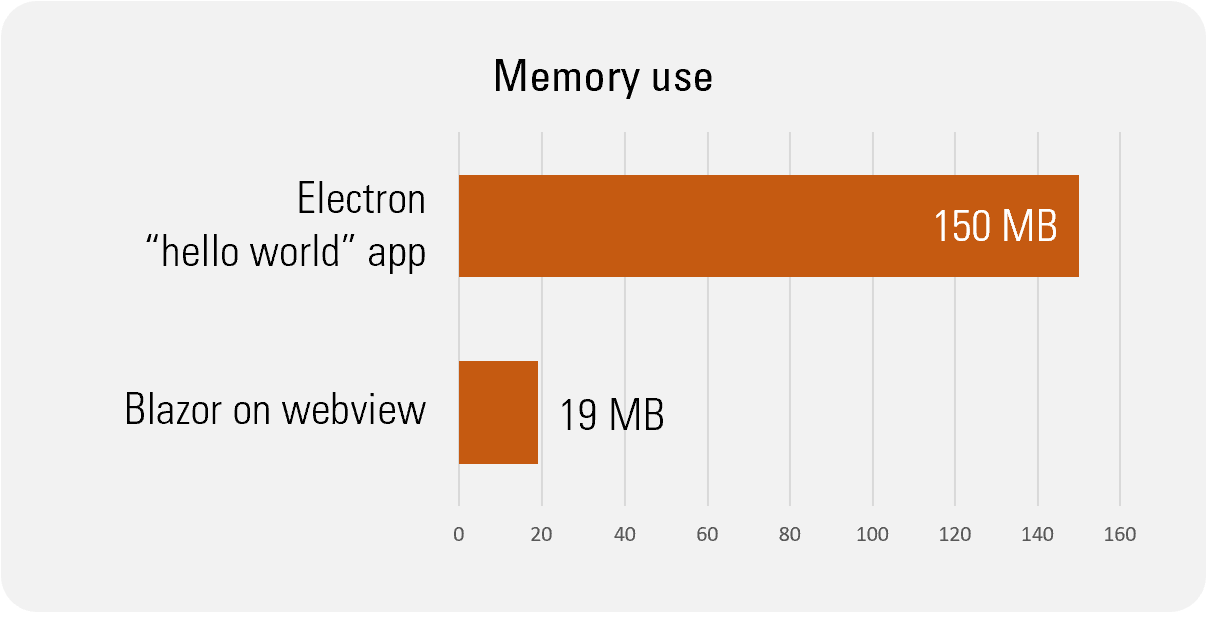 Memory use
Electron
“hello world” app
150 MB
Blazor on webview
19 MB
0 20 40 60 80 100 120 140 160